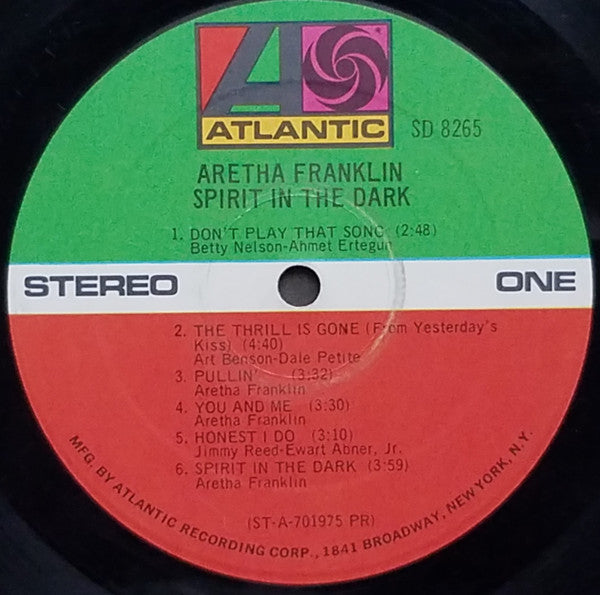 ATLANTIC
SD 8265
ARETHA FRANKLIN
SPIRIT IN THE DARK
1. DON'T PLAY THAT SONG (2:48)
Betty Nelson-Ahmet Ertegun
STEREO
ONE
2. THE THRILL IS GONE (From Yesterday's
Kiss) (4:40)
Art Benson-Dale Petite
3. PULLIN' (3:32)
Aretha Franklin
4. YOU AND ME (3:30)
Aretha Franklin
5. HONEST I DO (3:10)
Jimmy Reed-Ewart Abner, Jr.
6. SPIRIT IN THE DARK (3:59)
Aretha Franklin
(ST-A-701975 PR)
MFG. BY ATLANTIC RECORDING CORP., 1841 BROADWAY, NEW YORK, N.Y.